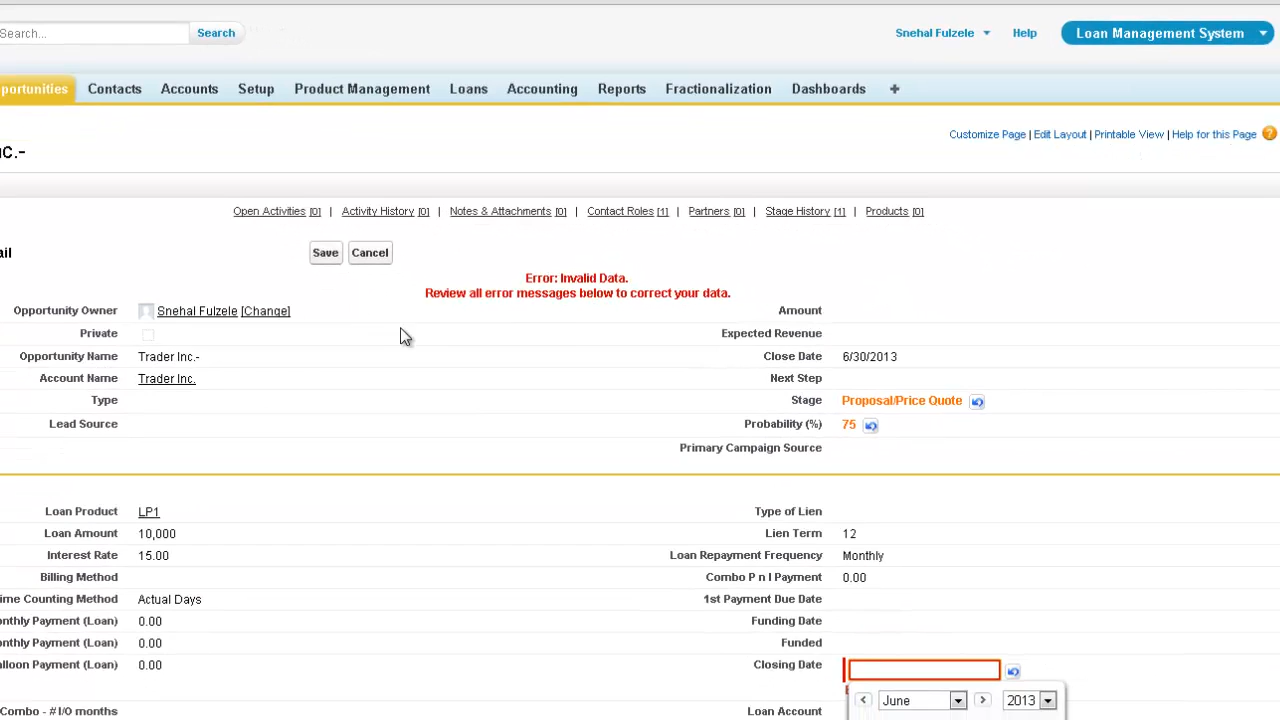 Search... Search Snehal Fulzele Help Loan Management System
Contacts Accounts Setup Product Management Loans Accounting Reports Fractionalization Dashboards +
Customize Page | Edit Layout | Printable View | Help for this Page ?
Open Activities [0] | Activity History [0] | Notes & Attachments [0] | Contact Roles [1] | Partners [0] | Stage History [1] | Products [0]
Save Cancel
Error: Invalid Data.
Review all error messages below to correct your data.
Opportunity Owner Snehal Fulzele [Change] Amount
Private Expected Revenue
Opportunity Name Trader Inc.- Close Date 6/30/2013
Account Name Trader Inc. Next Step
Type Stage Proposal/Price Quote
Lead Source Probability (%) 75
Primary Campaign Source
Loan Product LP1 Type of Lien
Loan Amount 10,000 Lien Term 12
Interest Rate 15.00 Loan Repayment Frequency Monthly
Billing Method Combo P n I Payment 0.00
Counting Method Actual Days 1st Payment Due Date
Payment (Loan) 0.00 Funding Date
Payment (Loan) 0.00 Funded
Payment (Loan) 0.00 Closing Date
June 2013
Combo - # I/O months Loan Account